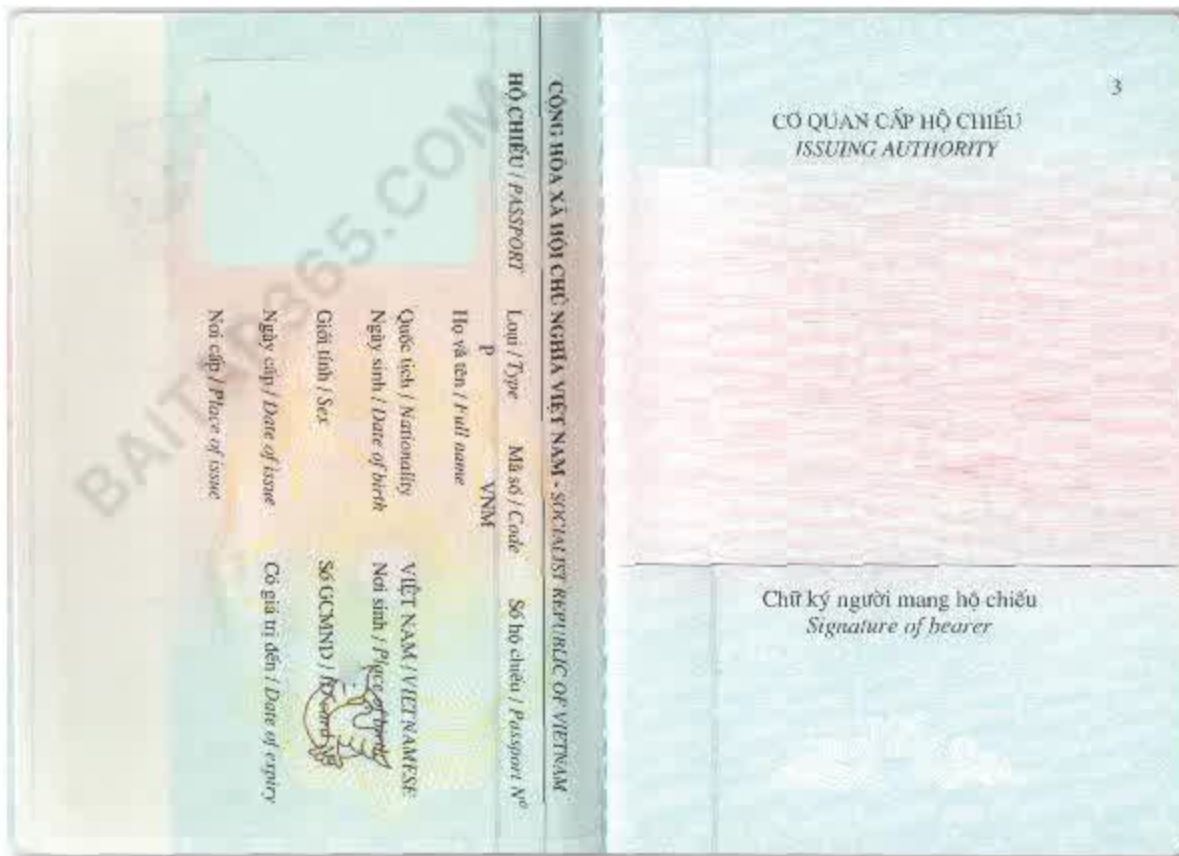 CỘNG HÒA XÃ HỘI CHỦ NGHĨA VIỆT NAM - SOCIALIST REPUBLIC OF VIETNAM
HỘ CHIẾU / PASSPORT Loại / Type Mã số / Code Số hộ chiếu / Passport Nº
P VNM
Họ và tên / Full name
Quốc tịch / Nationality VIỆT NAM / VIETNAMESE
Ngày sinh / Date of birth Nơi sinh / Place of birth
Giới tính / Sex Số GCMND /
Ngày cấp / Date of issue Có giá trị đến / Date of expiry
Nơi cấp / Place of issue
BAITAP365.COM
3
CƠ QUAN CẤP HỘ CHIẾU
ISSUING AUTHORITY
Chữ ký người mang hộ chiếu
Signature of bearer